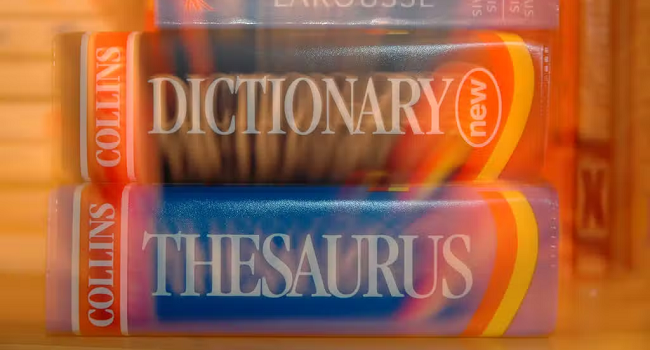 LAROUSSE
COLLINS DICTIONARY new
COLLINS THESAURUS